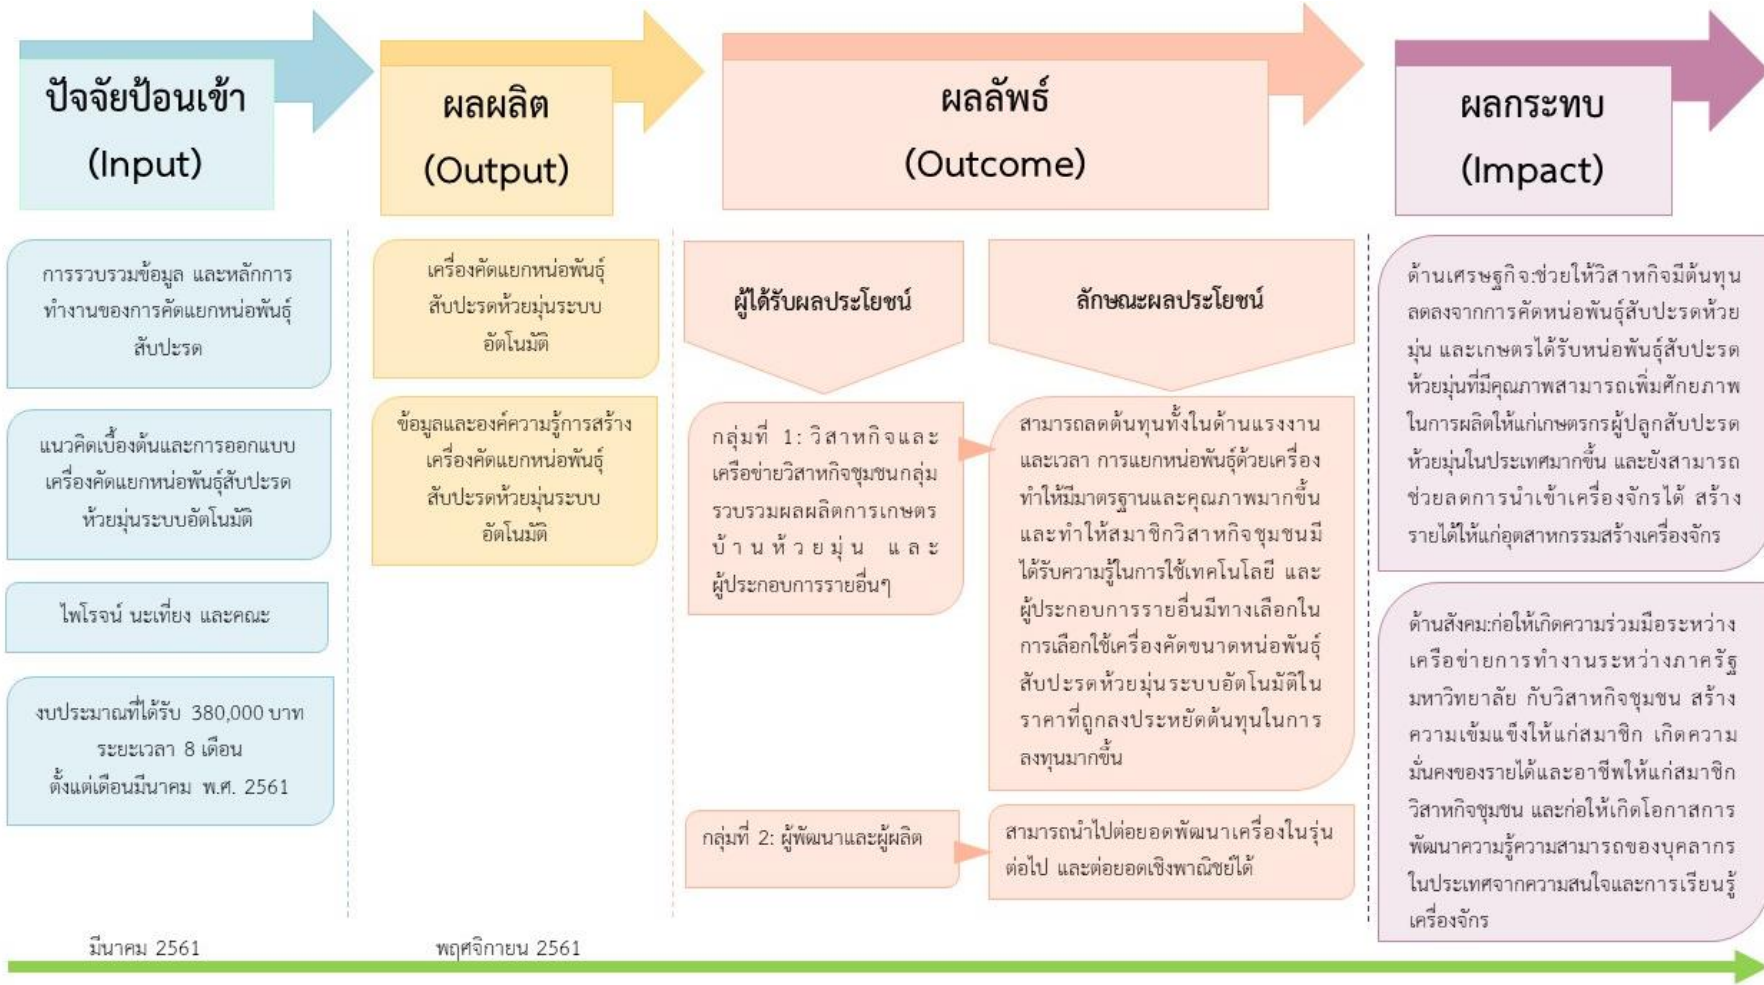 ปัจจัยป้อนเข้า
(Input)
ผลผลิต
(Output)
ผลลัพธ์
(Outcome)
ผลกระทบ
(Impact)
การรวบรวมข้อมูล และหลักการ
ทำงานของการคัดแยกหน่อพันธุ์
สับปะรด
แนวคิดเบื้องต้นและการออกแบบ
เครื่องคัดแยกหน่อพันธุ์สับปะรด
ห้วยมุ่นระบบอัตโนมัติ
ไพโรจน์ นะเที่ยง และคณะ
งบประมาณที่ได้รับ 380,000 บาท
ระยะเวลา 8 เดือน
ตั้งแต่เดือนมีนาคม พ.ศ. 2561
เครื่องคัดแยกหน่อพันธุ์
สับปะรดห้วยมุ่นระบบ
อัตโนมัติ
ข้อมูลและองค์ความรู้การสร้าง
เครื่องคัดแยกหน่อพันธุ์
สับปะรดห้วยมุ่นระบบ
อัตโนมัติ
ผู้ได้รับผลประโยชน์
ลักษณะผลประโยชน์
กลุ่มที่ 1: วิสาหกิจและ
เครือข่ายวิสาหกิจชุมชนกลุ่ม
รวบรวมผลผลิตการเกษตร
บ้านห้วยมุ่น และ
ผู้ประกอบการรายอื่นๆ
สามารถลดต้นทุนทั้งในด้านแรงงาน
และเวลา การแยกหน่อพันธุ์ด้วยเครื่อง
ทำให้มีมาตรฐานและคุณภาพมากขึ้น
และทำให้สมาชิกวิสาหกิจชุมชนมี
ได้รับความรู้ในการใช้เทคโนโลยี และ
ผู้ประกอบการรายอื่นมีทางเลือกใน
การเลือกใช้เครื่องคัดขนาดหน่อพันธุ์
สับปะรดห้วยมุ่นระบบอัตโนมัติใน
ราคาที่ถูกลงประหยัดต้นทุนในการ
ลงทุนมากขึ้น
กลุ่มที่ 2: ผู้พัฒนาและผู้ผลิต
สามารถนำไปต่อยอดพัฒนาเครื่องในรุ่น
ต่อไป และต่อยอดเชิงพาณิชย์ได้
ด้านเศรษฐกิจ:ช่วยให้วิสาหกิจมีต้นทุน
ลดลงจากการคัดหน่อพันธุ์สับปะรดห้วย
มุ่น และเกษตรได้รับหน่อพันธุ์สับปะรด
ห้วยมุ่นที่มีคุณภาพสามารถเพิ่มศักยภาพ
ในการผลิตให้แก่เกษตรกรผู้ปลูกสับปะรด
ห้วยมุ่นในประเทศมากขึ้น และยังสามารถ
ช่วยลดการนำเข้าเครื่องจักรได้ สร้าง
รายได้ให้แก่อุตสาหกรรมสร้างเครื่องจักร
ด้านสังคม:ก่อให้เกิดความร่วมมือระหว่าง
เครือข่ายการทำงานระหว่างภาครัฐ
มหาวิทยาลัย กับวิสาหกิจชุมชน สร้าง
ความเข้มแข็งให้แก่สมาชิก เกิดความ
มั่นคงของรายได้และอาชีพให้แก่สมาชิก
วิสาหกิจชุมชน และก่อให้เกิดโอกาสการ
พัฒนาความรู้ความสามารถของบุคลากร
ในประเทศจากความสนใจและการเรียนรู้
เครื่องจักร
มีนาคม 2561
พฤศจิกายน 2561